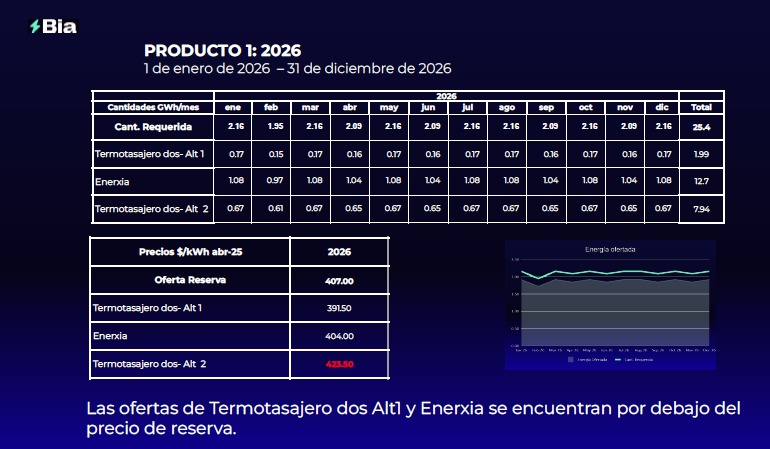 Bia
PRODUCTO 1: 2026
1 de enero de 2026 – 31 de diciembre de 2026
2026
Cantidades GWh/mes ene feb mar abr may jun jul ago sep oct nov dic Total
Cant. Requerida 2.16 1.95 2.16 2.09 2.16 2.09 2.16 2.16 2.09 2.16 2.09 2.16 25.4
Termotasajero dos- Alt 1 0.17 0.15 0.17 0.16 0.17 0.16 0.17 0.17 0.16 0.17 0.16 0.17 1.99
Enerxia 1.08 0.97 1.08 1.04 1.08 1.04 1.08 1.08 1.04 1.08 1.04 1.08 12.7
Termotasajero dos- Alt 2 0.67 0.61 0.67 0.65 0.67 0.65 0.67 0.67 0.65 0.67 0.65 0.67 7.94
Precios $/kWh abr-25 2026
Oferta Reserva 407.00
Termotasajero dos- Alt 1 391.50
Enerxia 404.00
Termotasajero dos- Alt 2 423.50
Energía ofertada
Energía Ofertada Cant. Requerida
Las ofertas de Termotasajero dos Alt1 y Enerxia se encuentran por debajo del
precio de reserva.